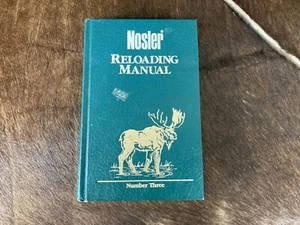 Nosler
RELOADING
MANUAL
Number Three